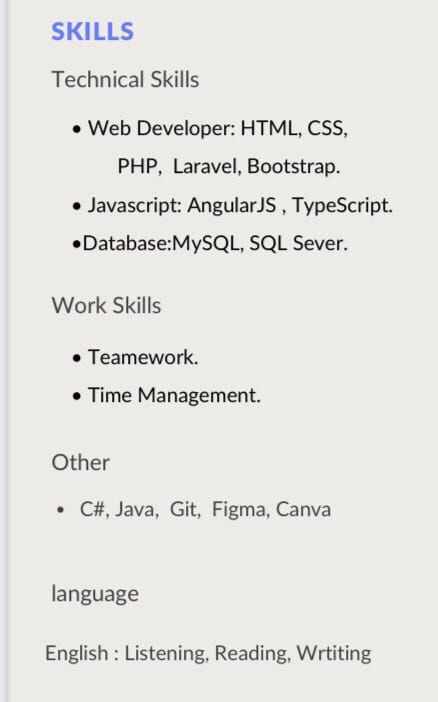 SKILLS
Technical Skills
• Web Developer: HTML, CSS,
PHP, Laravel, Bootstrap.
• Javascript: AngularJS , TypeScript.
•Database:MySQL, SQL Sever.
Work Skills
• Teamework.
• Time Management.
Other
• C#, Java, Git, Figma, Canva
language
English : Listening, Reading, Wrtiting